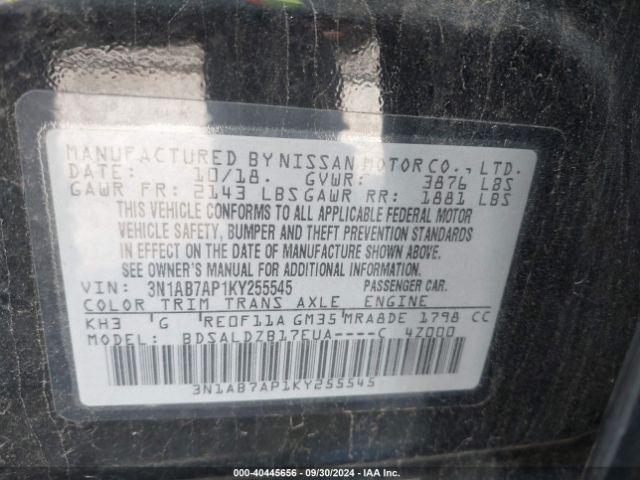 MANUFACTURED BY NISSAN MOTOR CO., LTD.
DATE: 10/18. GVWR: 3876 LBS
GAWR FR: 2143 LBS GAWR RR: 1881 LBS
THIS VEHICLE CONFORMS TO ALL APPLICABLE FEDERAL MOTOR
VEHICLE SAFETY, BUMPER AND THEFT PREVENTION STANDARDS
IN EFFECT ON THE DATE OF MANUFACTURE SHOWN ABOVE.
SEE OWNER'S MANUAL FOR ADDITIONAL INFORMATION.
VIN: 3N1AB7AP1KY255545 PASSENGER CAR.
COLOR TRIM TRANS AXLE ENGINE
KH3 G RE0F11A GM35 MRA8DE 1798 CC
MODEL: BDSALDZB17EUA----C 4Z000
3N1AB7AP1KY255545
000-40445656 - 09/30/2024 - IAA Inc.